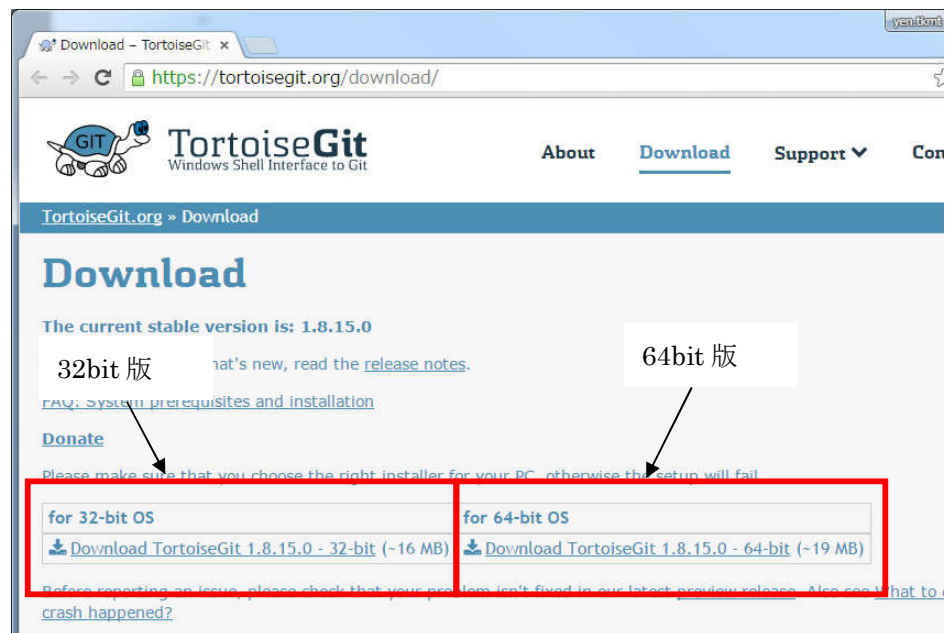 Download – TortoiseGit
https://tortoisegit.org/download/
GIT
TortoiseGit
Windows Shell Interface to Git
About Download Support Con
TortoiseGit.org » Download
Download
The current stable version is: 1.8.15.0
32bit 版
64bit 版
hat's new, read the release notes.
FAQ: System prerequisites and installation
Donate
Please make sure that you choose the right installer for your PC, otherwise the setup will fail.
for 32-bit OS for 64-bit OS
Download TortoiseGit 1.8.15.0 - 32-bit (~16 MB) Download TortoiseGit 1.8.15.0 - 64-bit (~19 MB)
Before reporting an issue, please check that your problem isn't fixed in our latest preview release. Also see What to
crash happened?